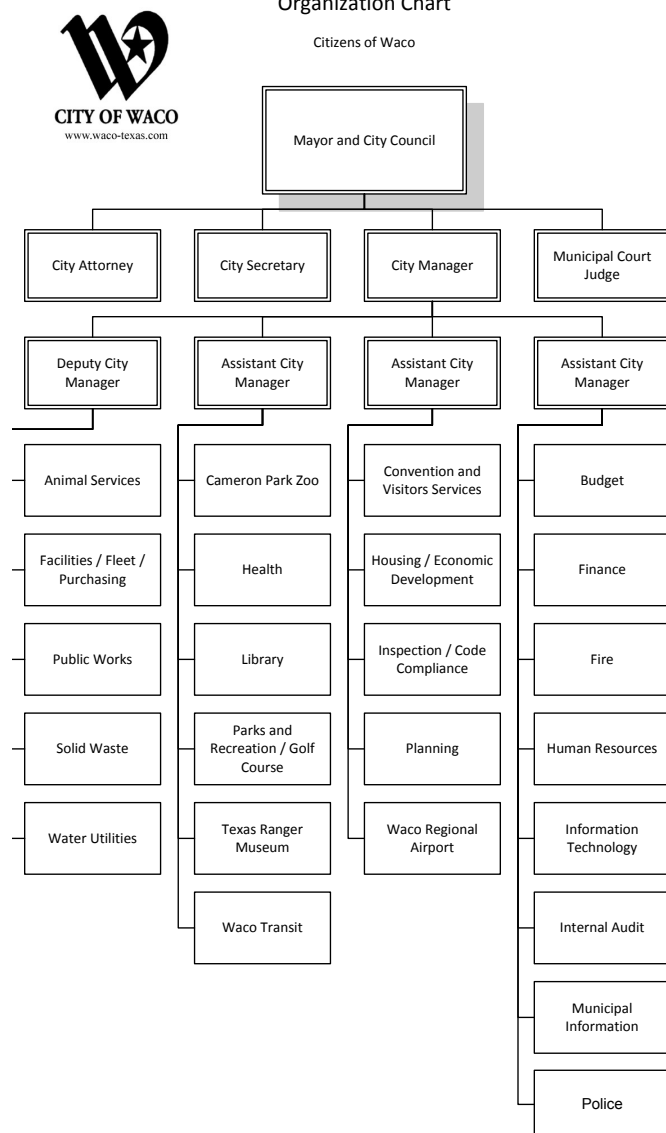 Organization Chart
Citizens of Waco
CITY OF WACO
www.waco-texas.com
Mayor and City Council
City Attorney
City Secretary
City Manager
Municipal Court
Judge
Deputy City
Manager
Assistant City
Manager
Assistant City
Manager
Assistant City
Manager
Animal Services
Facilities / Fleet /
Purchasing
Public Works
Solid Waste
Water Utilities
Cameron Park Zoo
Health
Library
Parks and
Recreation / Golf
Course
Texas Ranger
Museum
Waco Transit
Convention and
Visitors Services
Housing / Economic
Development
Inspection / Code
Compliance
Planning
Waco Regional
Airport
Budget
Finance
Fire
Human Resources
Information
Technology
Internal Audit
Municipal
Information
Police